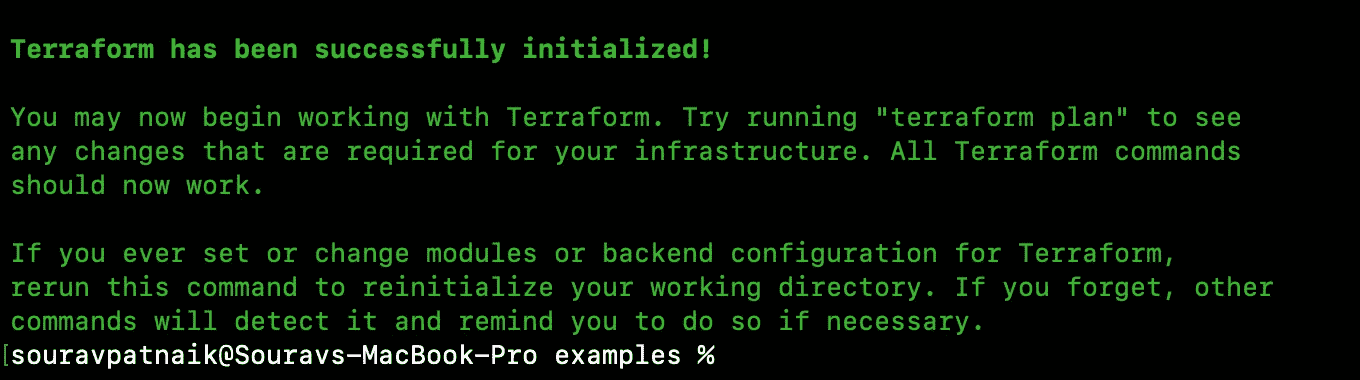 Terraform has been successfully initialized!
You may now begin working with Terraform. Try running "terraform plan" to see
any changes that are required for your infrastructure. All Terraform commands
should now work.
If you ever set or change modules or backend configuration for Terraform,
rerun this command to reinitialize your working directory. If you forget, other
commands will detect it and remind you to do so if necessary.
[souravpatnaik@Souravs-MacBook-Pro examples %